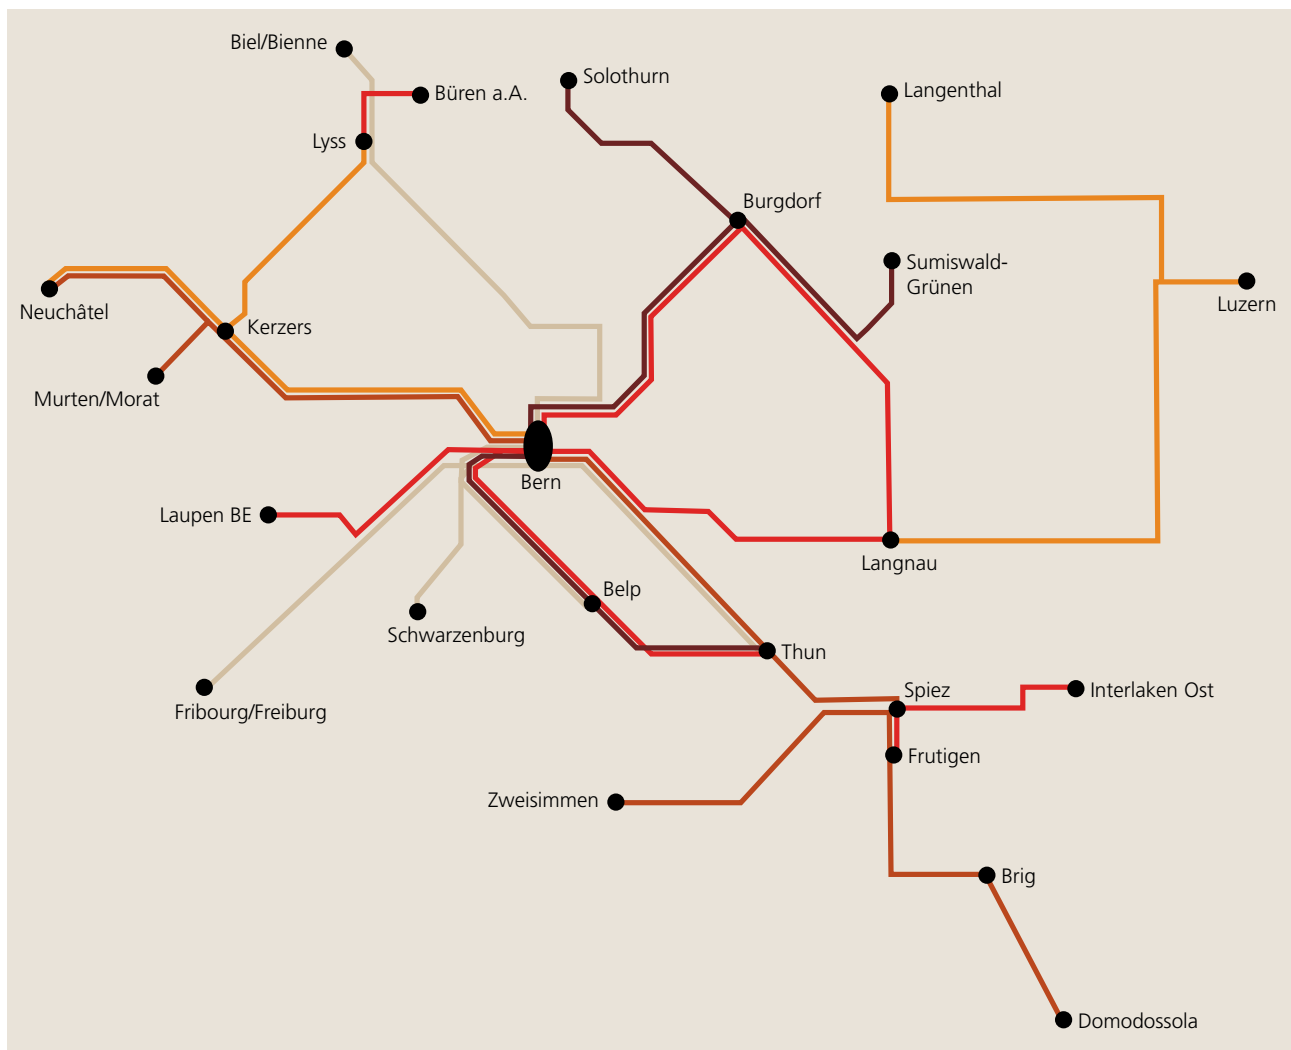 Biel/Bienne
Solothurn
Büren a.A.
Langenthal
Lyss
Burgdorf
Sumiswald-
Grünen
Neuchâtel
Kerzers
Luzern
Murten/Morat
Bern
Laupen BE
Langnau
Belp
Schwarzenburg
Thun
Spiez
Interlaken Ost
Fribourg/Freiburg
Frutigen
Zweisimmen
Brig
Domodossola